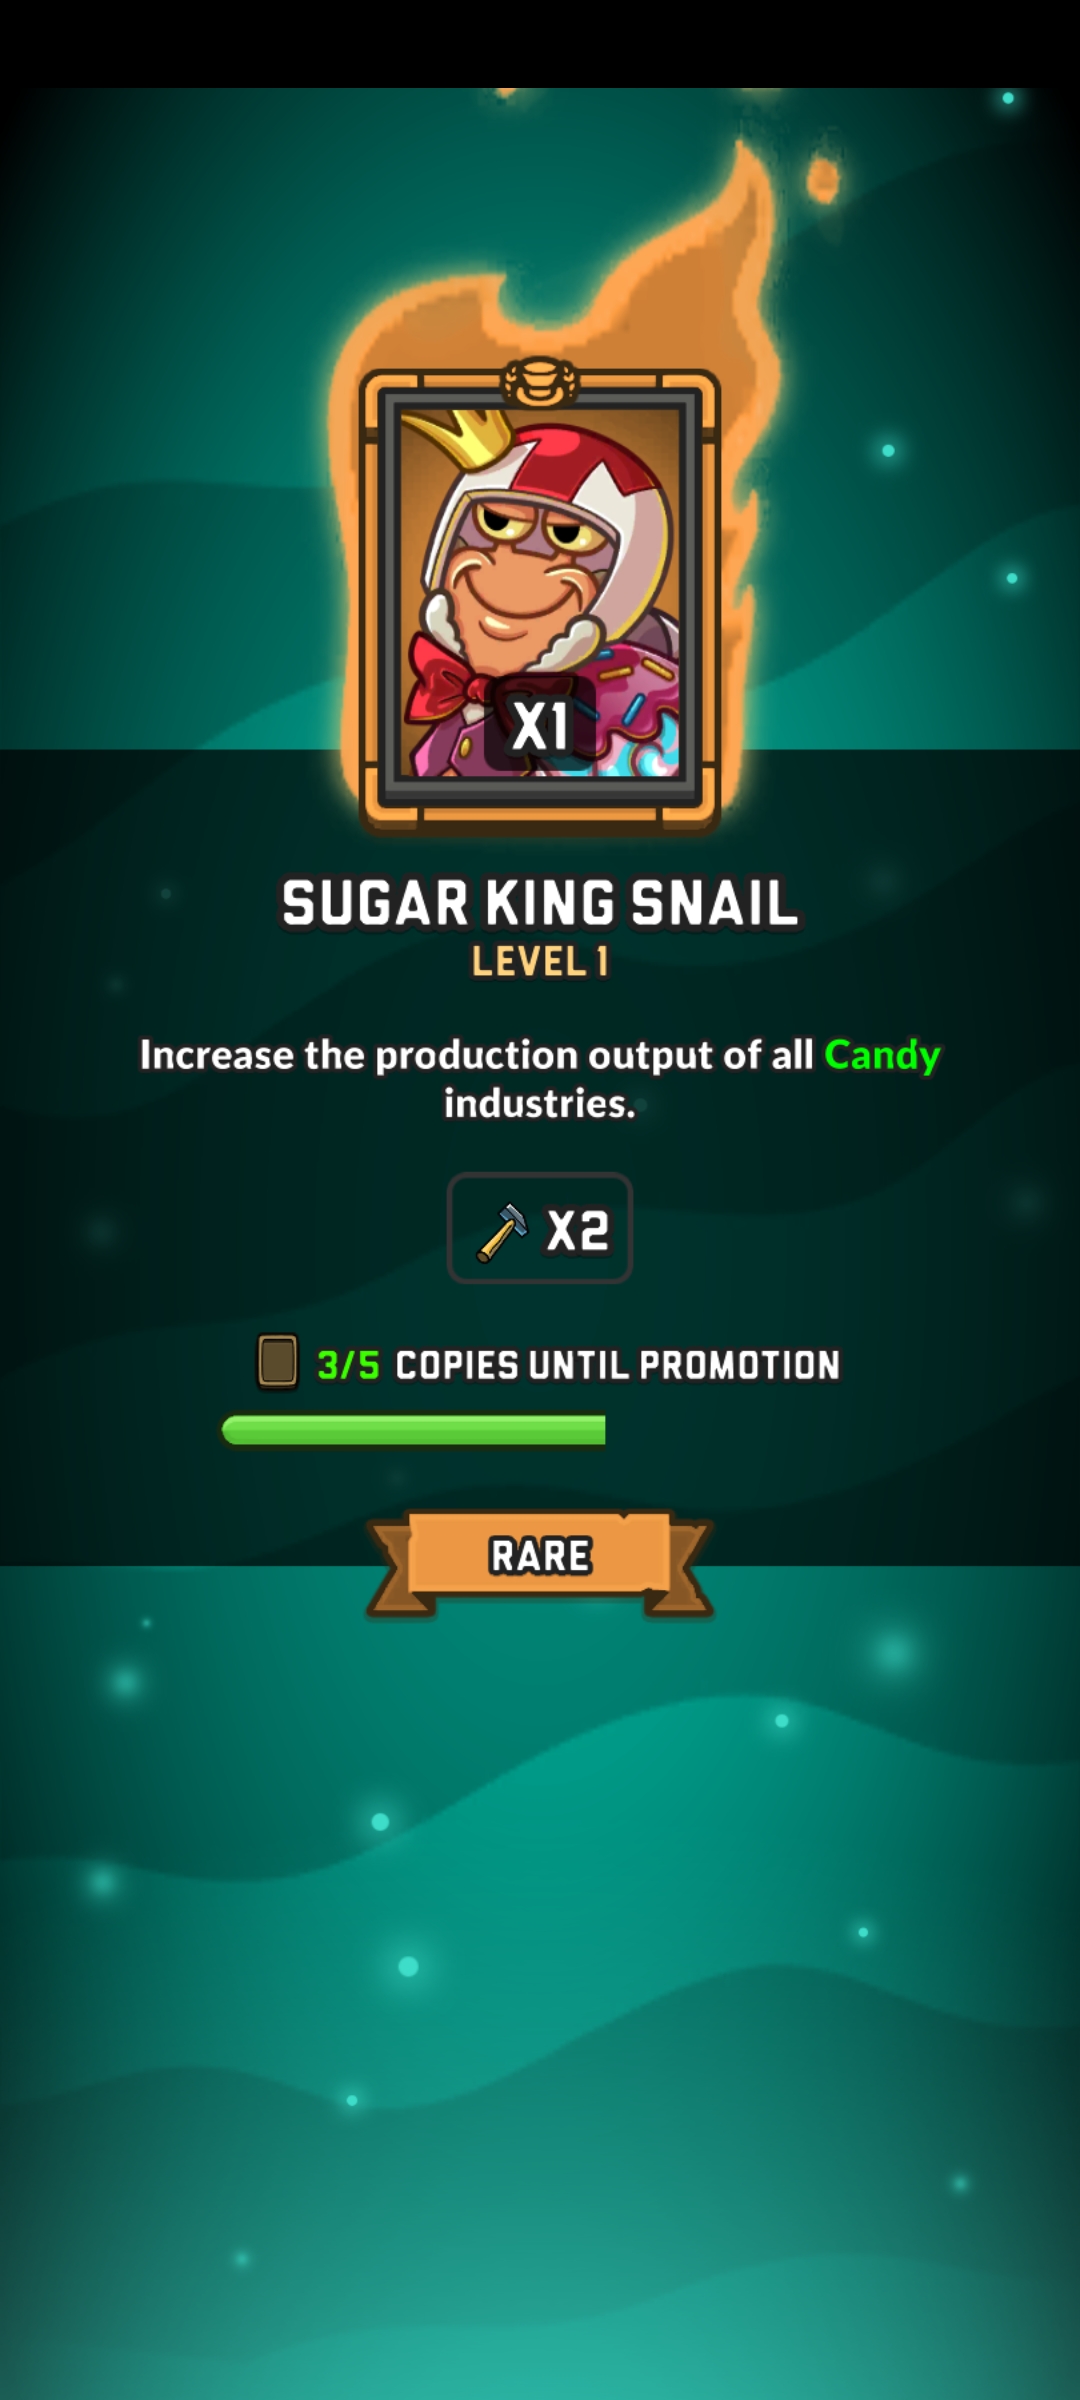 X1
SUGAR KING SNAIL
LEVEL 1
Increase the production output of all Candy
industries.
X2
3/5 COPIES UNTIL PROMOTION
RARE